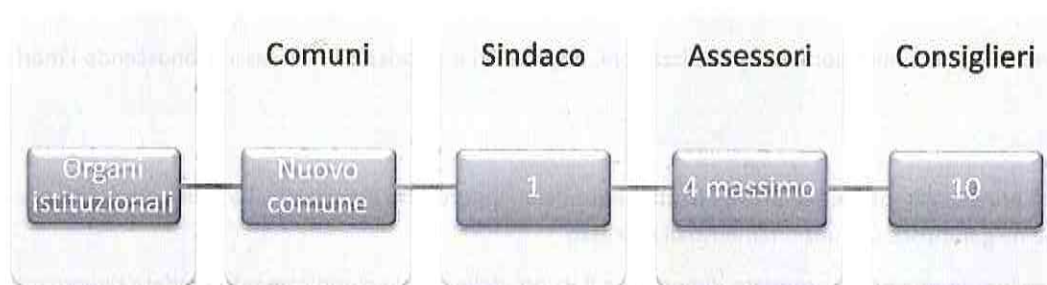 Comuni Sindaco Assessori Consiglieri
Organi istituzionali
Nuovo comune
1
4 massimo
10